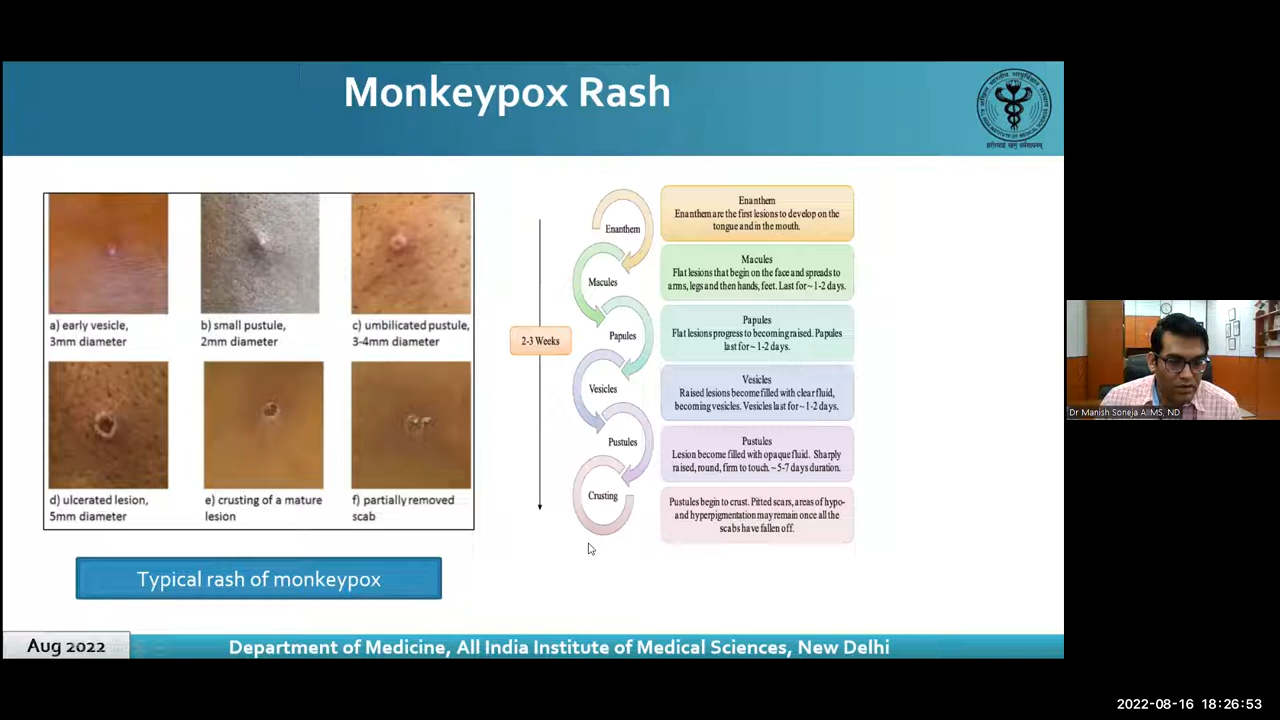 Monkeypox Rash
a) early vesicle,
3mm diameter
b) small pustule,
2mm diameter
c) umbilicated pustule,
3-4mm diameter
d) ulcerated lesion,
5mm diameter
e) crusting of a mature
lesion
f) partially removed
scab
Typical rash of monkeypox
2-3 Weeks
Enanthem
Macules
Papules
Vesicles
Pustules
Crusting
Enanthem
Enanthem are the first lesions to develop on the
tongue and in the mouth.
Macules
Flat lesions that begin on the face and spreads to
arms, legs and then hands, feet. Last for ~ 1-2 days.
Papules
Flat lesions progress to becoming raised. Papules
last for ~ 1-2 days.
Vesicles
Raised lesions become filled with clear fluid,
becoming vesicles. Vesicles last for ~ 1-2 days.
Pustules
Lesion become filled with opaque fluid. Sharply
raised, round, firm to touch. ~ 5-7 days duration.
Pustules begin to crust. Pitted scars, areas of hypo-
and hyperpigmentation may remain once all the
scabs have fallen off.
Dr Manish Soneja AIIMS, ND
Aug 2022
Department of Medicine, All India Institute of Medical Sciences, New Delhi
2022-08-16 18:26:53